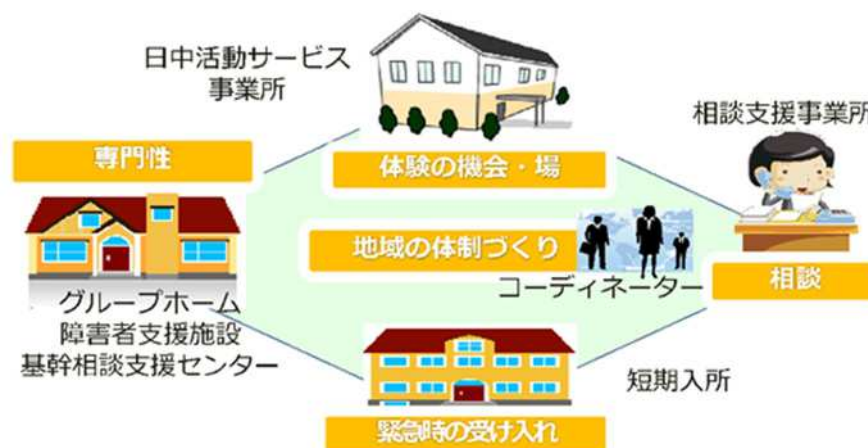 日中活動サービス
事業所
相談支援事業所
専門性
体験の機会・場
地域の体制づくり
コーディネーター
相談
グループホーム
障害者支援施設
基幹相談支援センター
短期入所
緊急時の受け入れ